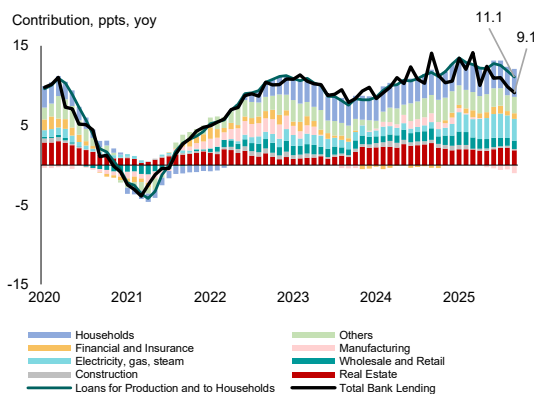 Contribution, ppts, yoy
11.1
9.1
15
5
-5
-15
2020 2021 2022 2023 2024 2025
Households Others
Financial and Insurance Manufacturing
Electricity, gas, steam Wholesale and Retail
Construction Real Estate
Loans for Production and to Households Total Bank Lending